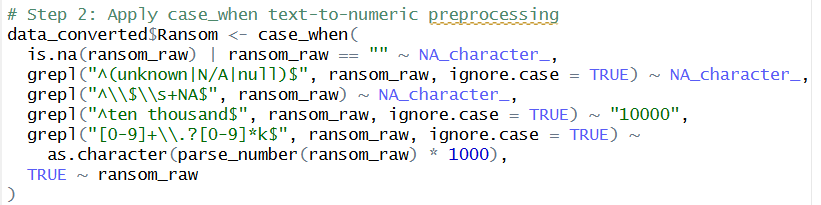 # Step 2: Apply case_when text-to-numeric preprocessing
data_converted$Ransom <- case_when(
  is.na(ransom_raw) | ransom_raw == "" ~ NA_character_,
  grepl("^(unknown|N/A|null)$", ransom_raw, ignore.case = TRUE) ~ NA_character_,
  grepl("^\\$\\s+NA$", ransom_raw) ~ NA_character_,
  grepl("^ten thousand$", ransom_raw, ignore.case = TRUE) ~ "10000",
  grepl("[0-9]+\\.?[0-9]*k$", ransom_raw, ignore.case = TRUE) ~
    as.character(parse_number(ransom_raw) * 1000),
  TRUE ~ ransom_raw
)